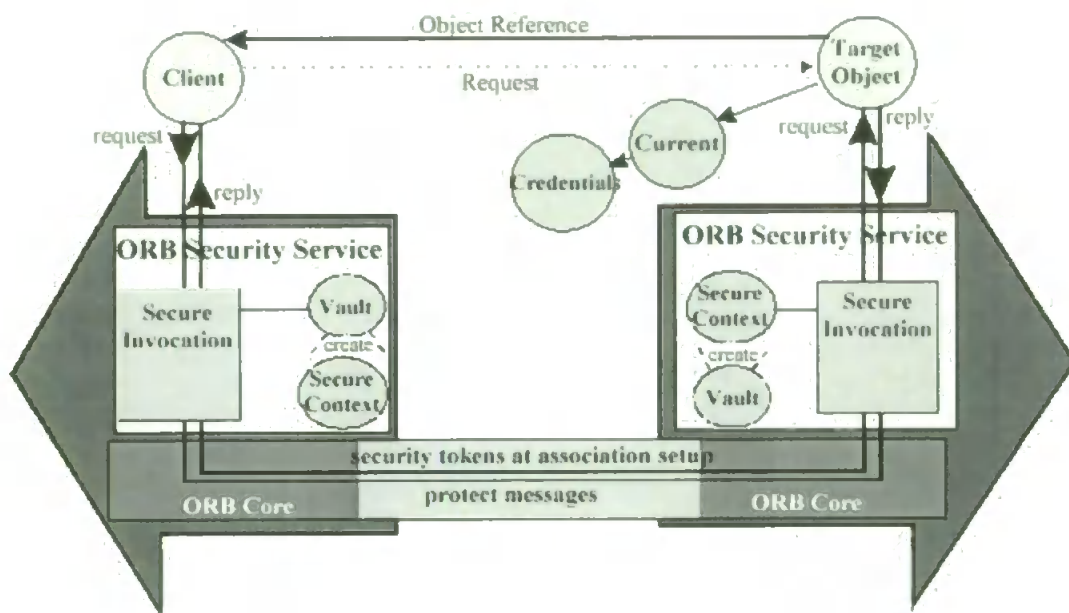 Object Reference
Client
Target
Object
Request
request
reply
Current
Credentials
request
reply
ORB Security Service
Secure
Invocation
Vault
create
Secure
Context
ORB Security Service
Secure
Context
create
Vault
Secure
Invocation
security tokens at association setup
protect messages
ORB Core
ORB Core